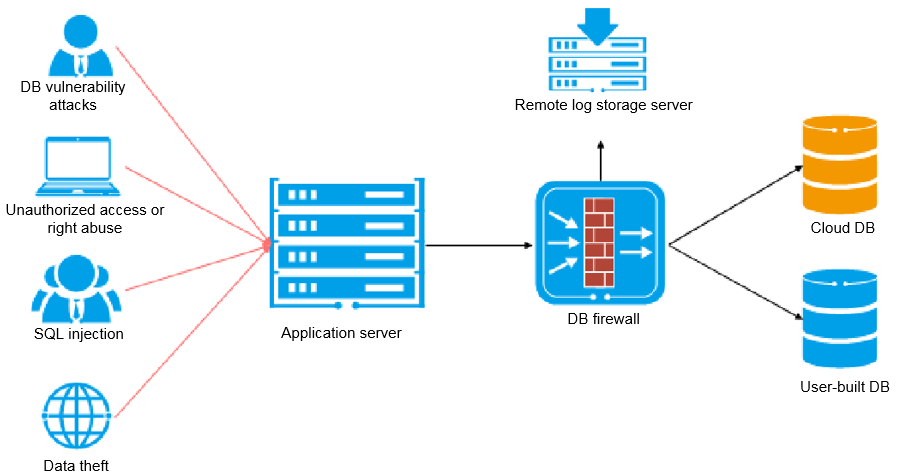 DB vulnerability
attacks
Unauthorized access or
right abuse
SQL injection
Data theft
Application server
Remote log storage server
DB firewall
Cloud DB
User-built DB